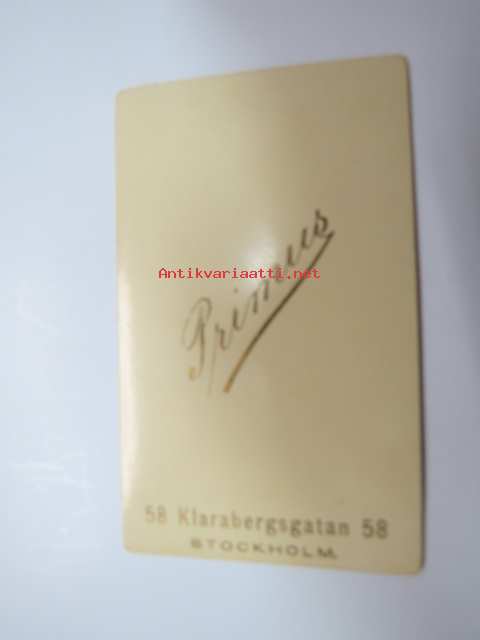 Antikvariaatti.net
Primus
58 Klarabergsgatan 58
STOCKHOLM.